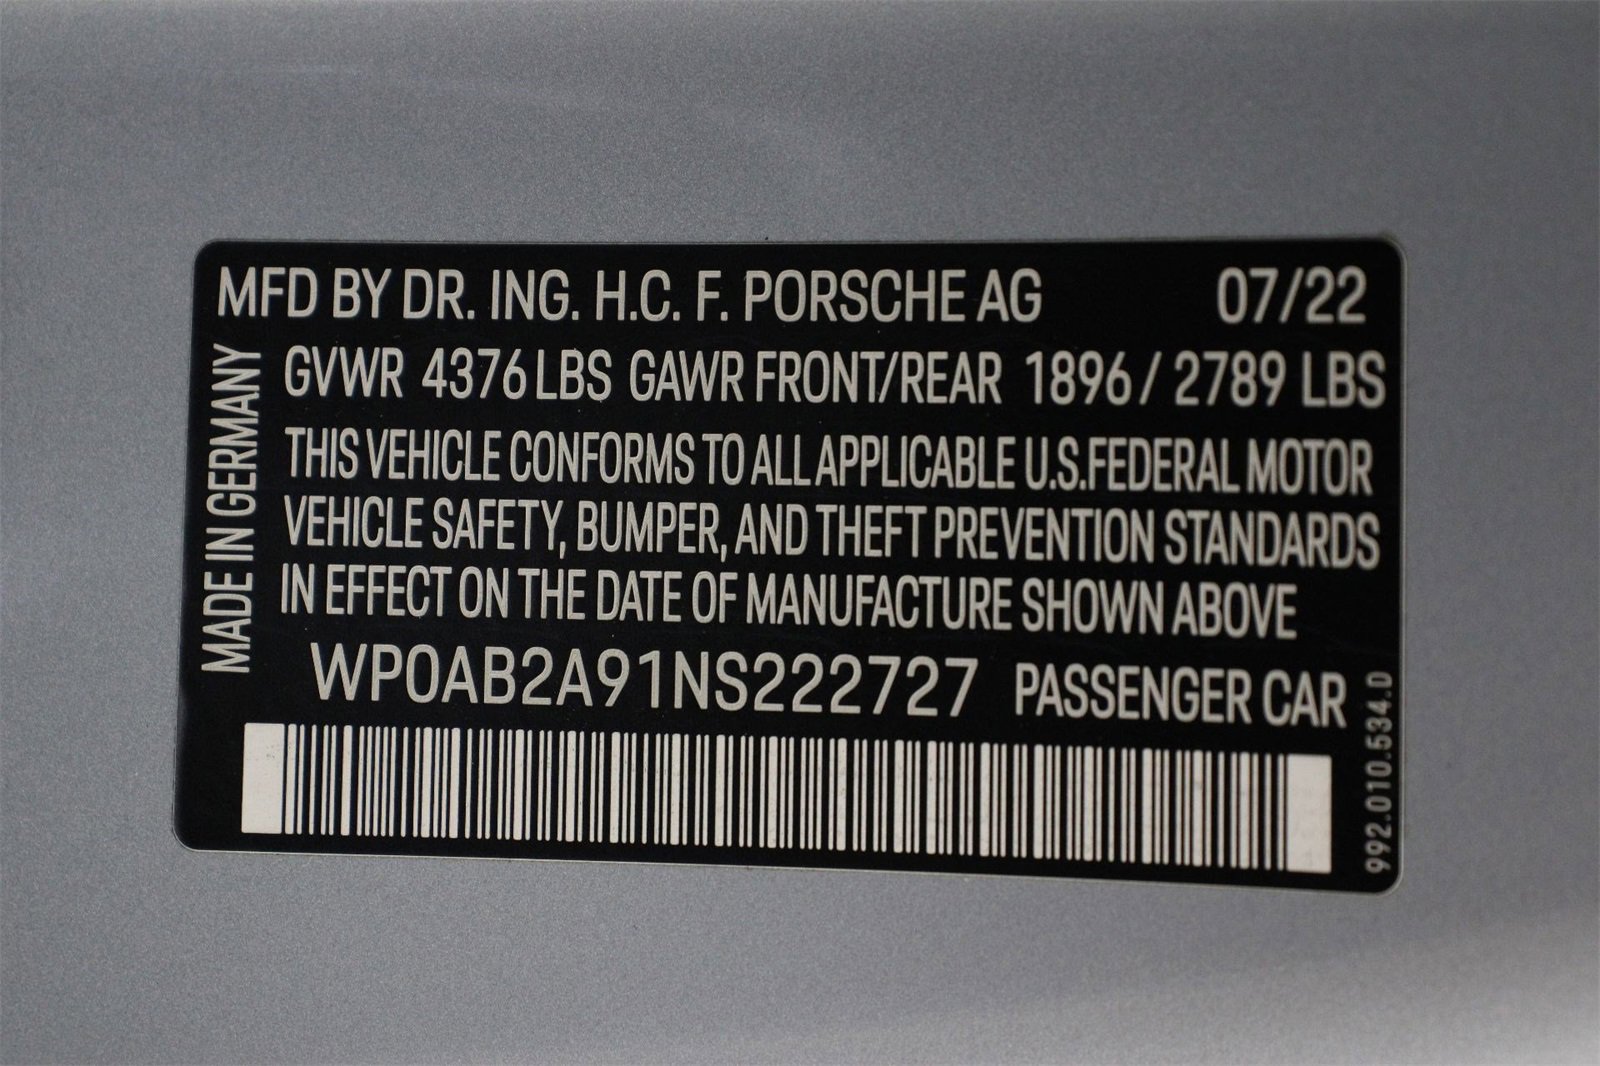 MFD BY DR. ING. H.C. F. PORSCHE AG 07/22
GVWR 4376 LBS GAWR FRONT/REAR 1896 / 2789 LBS
THIS VEHICLE CONFORMS TO ALL APPLICABLE U.S.FEDERAL MOTOR
VEHICLE SAFETY, BUMPER, AND THEFT PREVENTION STANDARDS
IN EFFECT ON THE DATE OF MANUFACTURE SHOWN ABOVE
WP0AB2A91NS222727 PASSENGER CAR
MADE IN GERMANY
992.010.534.0